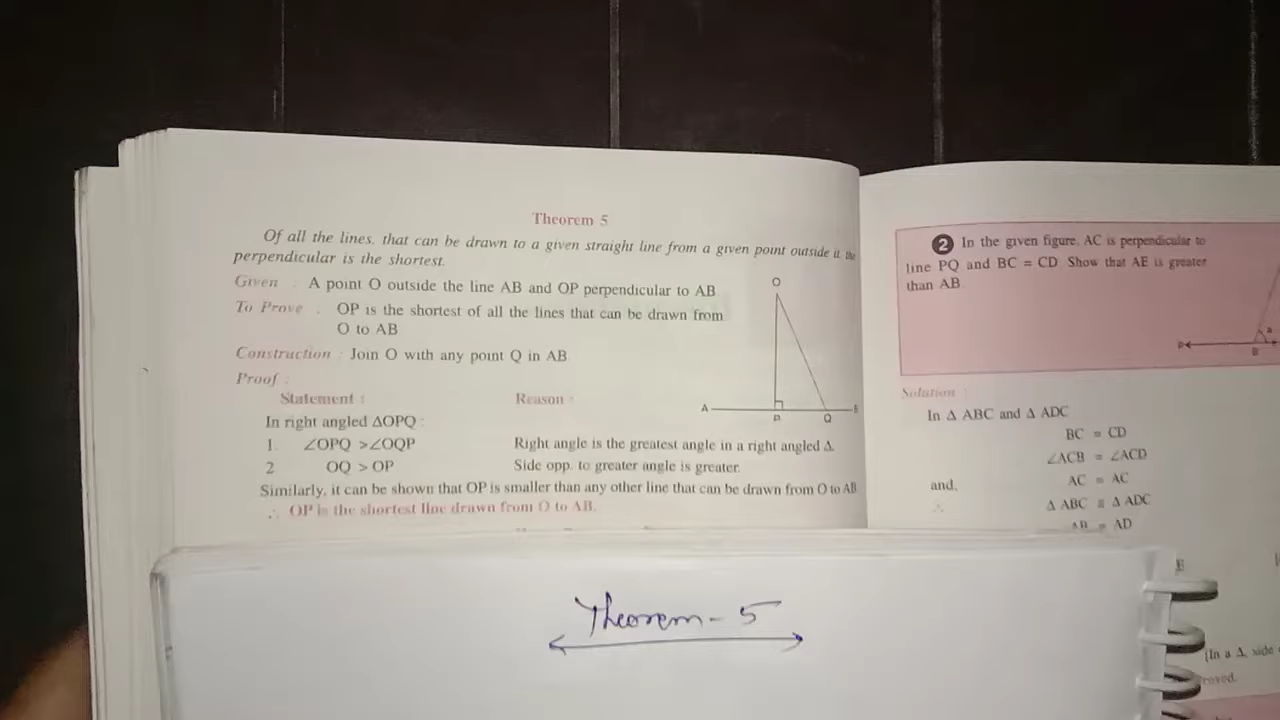 Theorem 5
Of all the lines, that can be drawn to a given straight line from a given point outside it, the
perpendicular is the shortest.
Given : A point O outside the line AB and OP perpendicular to AB
To Prove : OP is the shortest of all the lines that can be drawn from
O to AB
Construction : Join O with any point Q in AB
Proof :
Statement : Reason :
In right angled ΔOPQ :
1. ∠OPQ >∠OQP Right angle is the greatest angle in a right angled Δ.
2 OQ > OP Side opp. to greater angle is greater.
Similarly, it can be shown that OP is smaller than any other line that can be drawn from O to AB
∴ OP is the shortest line drawn from O to AB.
O
A P Q B
Theorem - 5
2 In the given figure, AC is perpendicular to
line PQ and BC = CD. Show that AE is greater
than AB.
P B
Solution :
In Δ ABC and Δ ADC
BC = CD
∠ACB = ∠ACD
and, AC = AC
∴ Δ ABC ≅ Δ ADC
AB = AD
E
[In a Δ, side